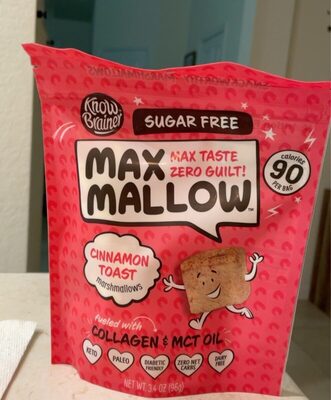 Know
Brainer
SUGAR FREE
MAX
MALLOW™
MAX TASTE
ZERO GUILT!
calories
90
PER BAG
CINNAMON
TOAST
marshmallows
fueled with
COLLAGEN & MCT OIL
KETO
PALEO
DIABETIC
FRIENDLY
ZERO NET
CARBS
DAIRY
FREE
NET WT. 3.4 OZ (96g)